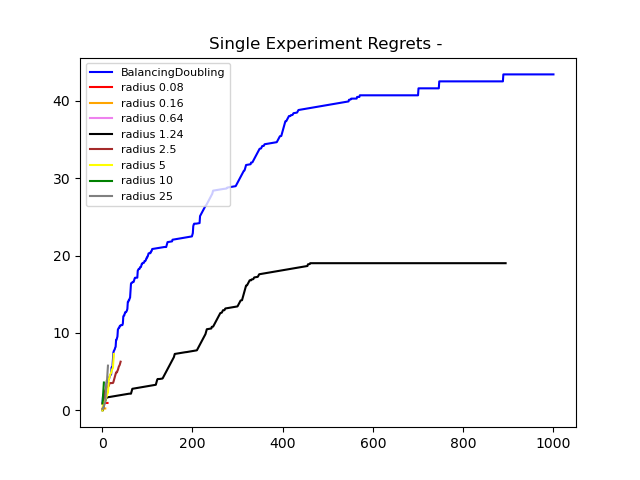 Single Experiment Regrets -
BalancingDoubling
radius 0.08
radius 0.16
radius 0.64
radius 1.24
radius 2.5
radius 5
radius 10
radius 25
40
30
20
10
0
0 200 400 600 800 1000